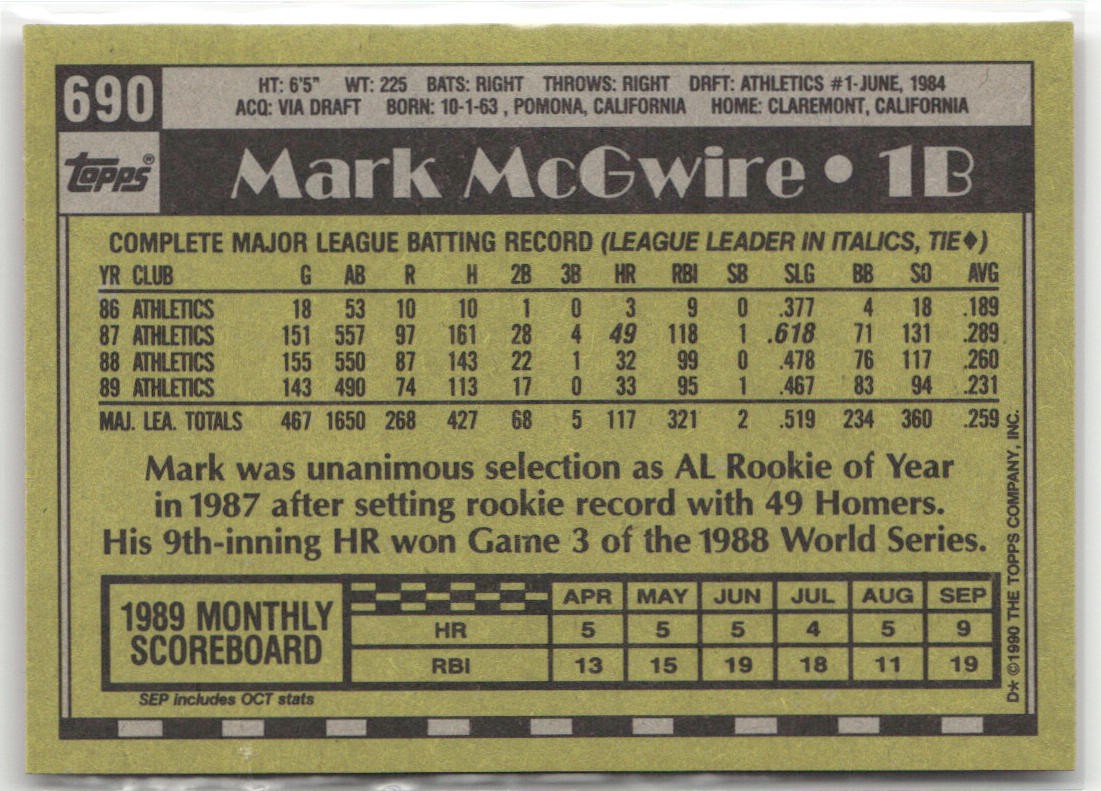 690
HT: 6'5" WT: 225 BATS: RIGHT THROWS: RIGHT DRFT: ATHLETICS #1-JUNE, 1984
ACQ: VIA DRAFT BORN: 10-1-63 , POMONA, CALIFORNIA HOME: CLAREMONT, CALIFORNIA
TOPPS®
Mark McGwire • 1B
COMPLETE MAJOR LEAGUE BATTING RECORD (LEAGUE LEADER IN ITALICS, TIE♦)
YR CLUB G AB R H 2B 3B HR RBI SB SLG BB SO AVG
86 ATHLETICS 18 53 10 10 1 0 3 9 0 .377 4 18 .189
87 ATHLETICS 151 557 97 161 28 4 49 118 1 .618 71 131 .289
88 ATHLETICS 155 550 87 143 22 1 32 99 0 .478 76 117 .260
89 ATHLETICS 143 490 74 113 17 0 33 95 1 .467 83 94 .231
MAJ. LEA. TOTALS 467 1650 268 427 68 5 117 321 2 .519 234 360 .259
Mark was unanimous selection as AL Rookie of Year
in 1987 after setting rookie record with 49 Homers.
His 9th-inning HR won Game 3 of the 1988 World Series.
1989 MONTHLY
SCOREBOARD
APR MAY JUN JUL AUG SEP
HR 5 5 5 4 5 9
RBI 13 15 19 18 11 19
SEP includes OCT stats
D* ©1990 THE TOPPS COMPANY, INC.